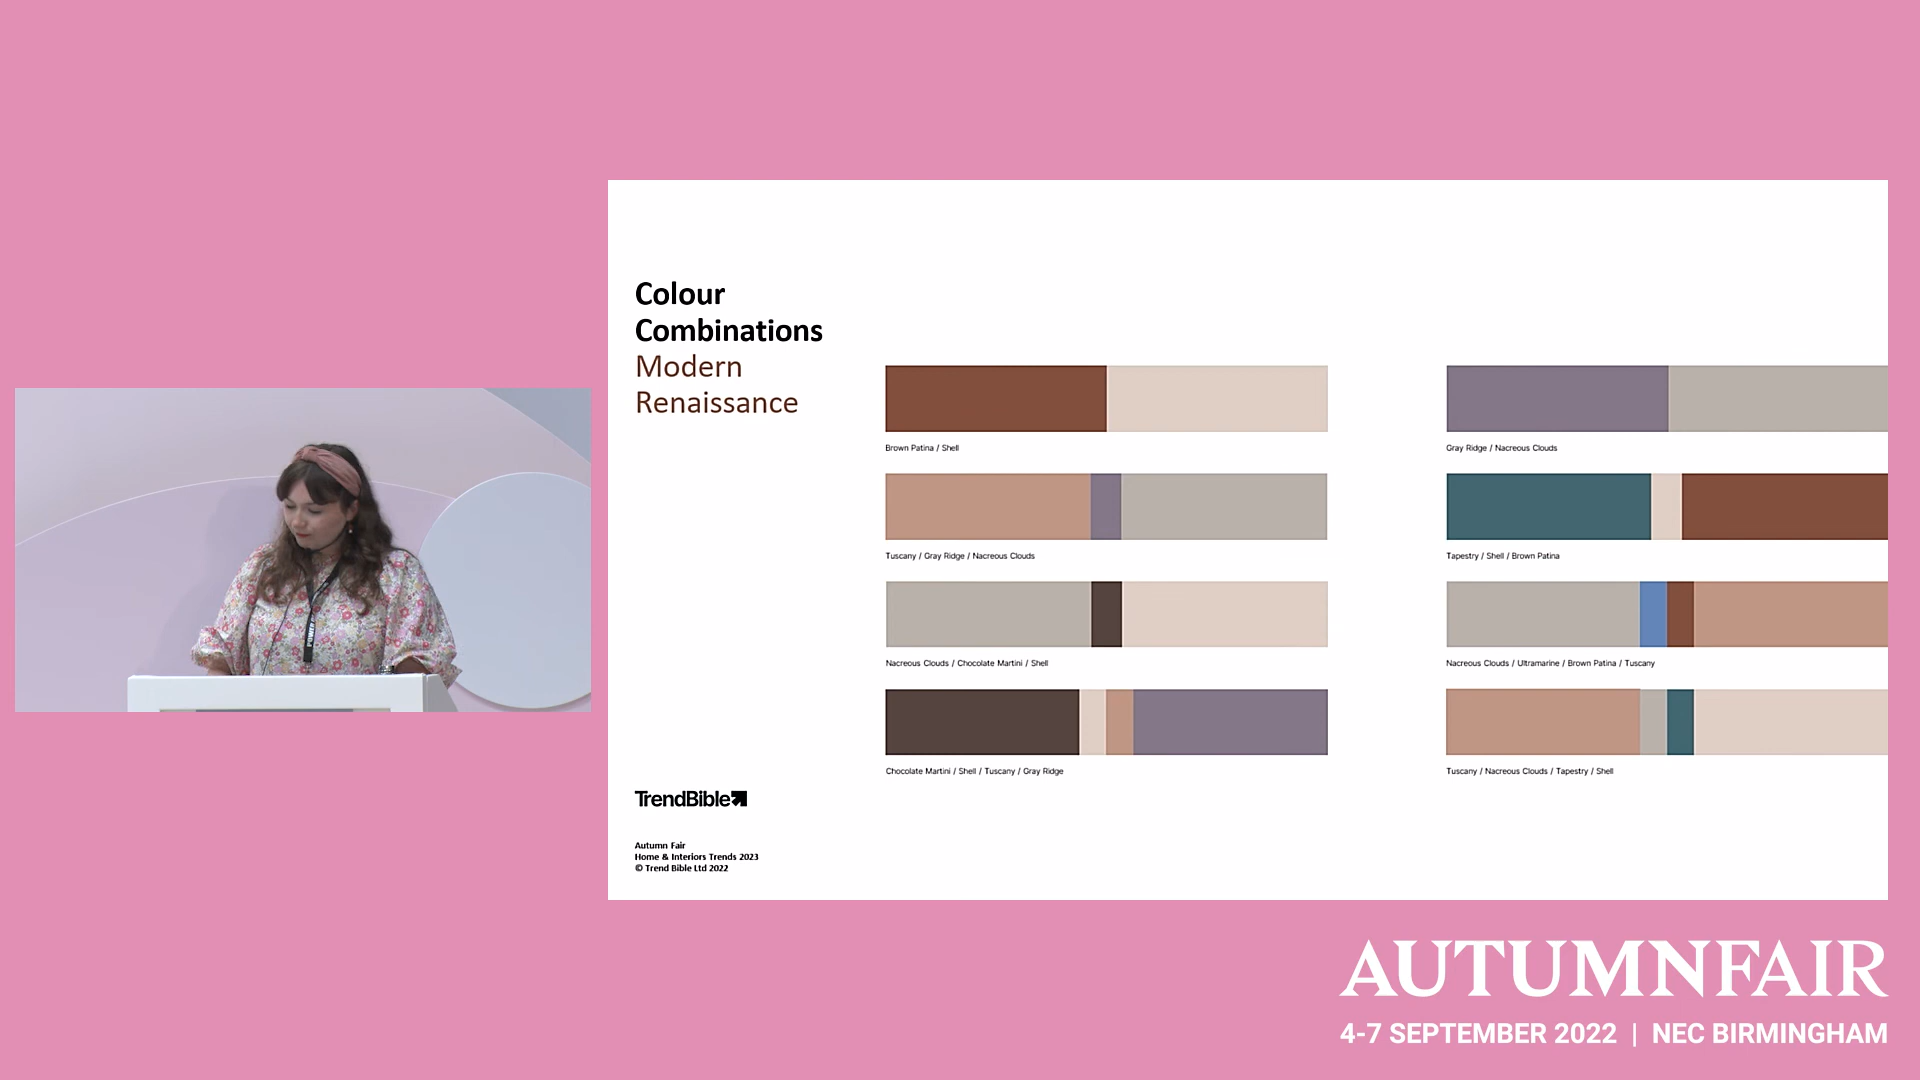 Colour
Combinations
Modern
Renaissance
Brown Patina / Shell
Gray Ridge / Nacreous Clouds
Tuscany / Gray Ridge / Nacreous Clouds
Tapestry / Shell / Brown Patina
Nacreous Clouds / Chocolate Martini / Shell
Nacreous Clouds / Ultramarine / Brown Patina / Tuscany
Chocolate Martini / Shell / Tuscany / Gray Ridge
Tuscany / Nacreous Clouds / Tapestry / Shell
TrendBible
Autumn Fair
Home & Interiors Trends 2023
© Trend Bible Ltd 2022
AUTUMNFAIR
4-7 SEPTEMBER 2022 | NEC BIRMINGHAM